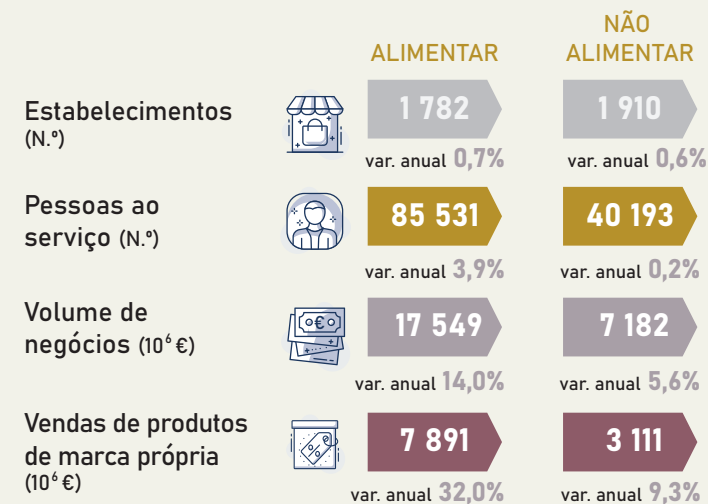 ALIMENTAR
NÃO
ALIMENTAR
Estabelecimentos
(N.º)
1 782
1 910
var. anual 0,7%
var. anual 0,6%
Pessoas ao
serviço (N.º)
85 531
40 193
var. anual 3,9%
var. anual 0,2%
Volume de
negócios (10⁶ €)
17 549
7 182
var. anual 14,0%
var. anual 5,6%
Vendas de produtos
de marca própria
(10⁶ €)
7 891
3 111
var. anual 32,0%
var. anual 9,3%